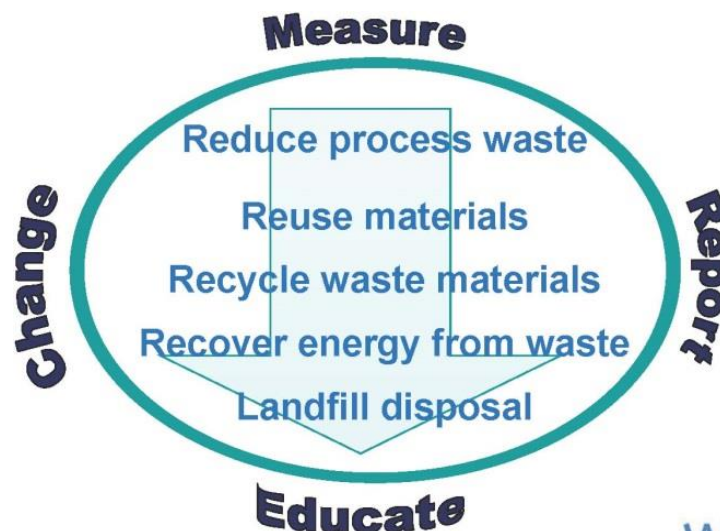 Measure
Reduce process waste
Reuse materials
Recycle waste materials
Recover energy from waste
Landfill disposal
Change
Report
Educate